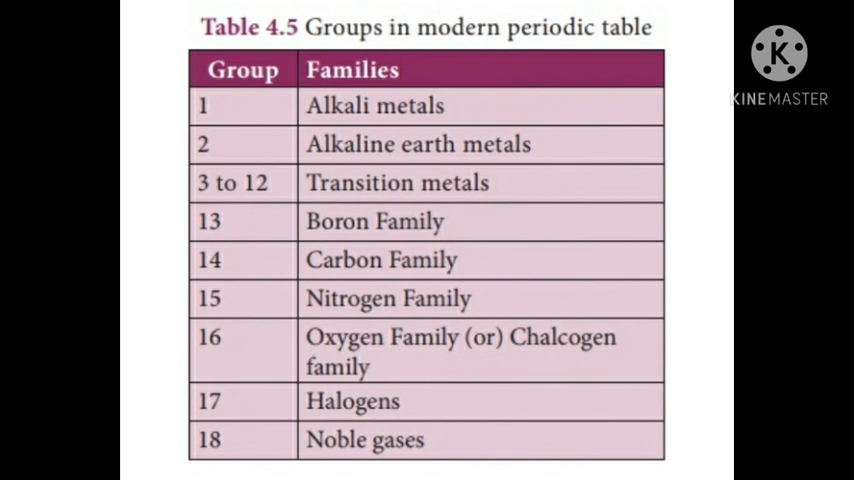 Table 4.5 Groups in modern periodic table
Group Families
1 Alkali metals
2 Alkaline earth metals
3 to 12 Transition metals
13 Boron Family
14 Carbon Family
15 Nitrogen Family
16 Oxygen Family (or) Chalcogen
family
17 Halogens
18 Noble gases
K
KINEMASTER